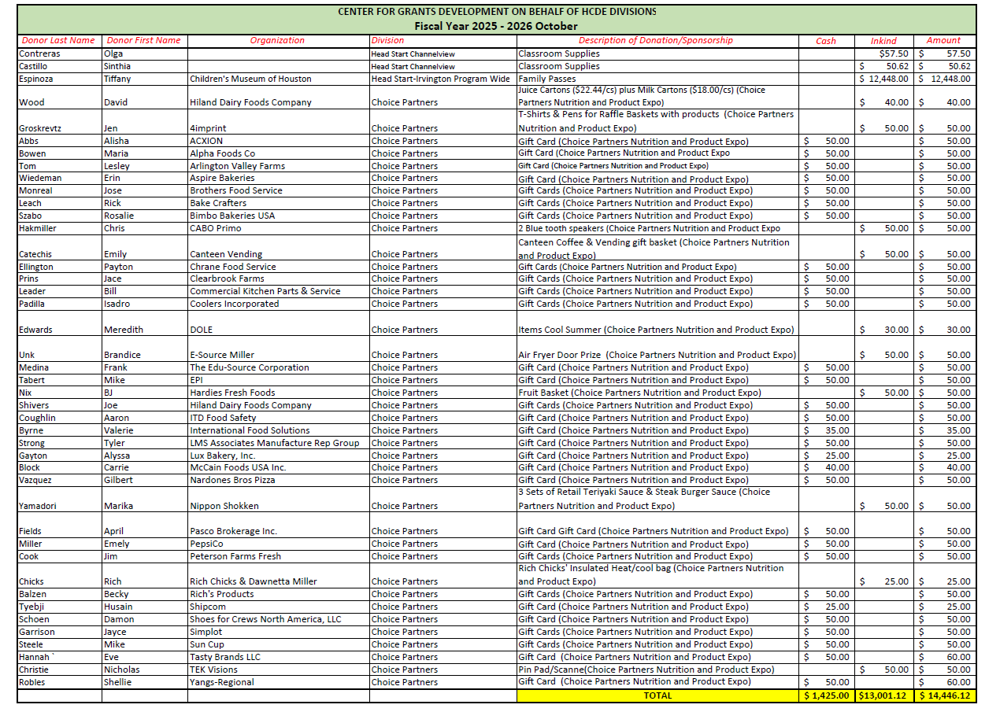 CENTER FOR GRANTS DEVELOPMENT ON BEHALF OF HCDE DIVISIONS
Fiscal Year 2025 - 2026 October
Donor Last Name Donor First Name Organization Division Description of Donation/Sponsorship Cash Inkind Amount
Contreras Olga Head Start Channelview Classroom Supplies $57.50 $ 57.50
Castillo Sinthia Head Start Channelview Classroom Supplies $ 50.62 $ 50.62
Espinoza Tiffany Children's Museum of Houston Head Start-Irvington Program Wide Family Passes $ 12,448.00 $ 12,448.00
Juice Cartons ($22.44/cs) plus Milk Cartons ($18.00/cs) (Choice
Wood David Hiland Dairy Foods Company Choice Partners Partners Nutrition and Product Expo) $ 40.00 $ 40.00
T-Shirts & Pens for Raffle Baskets with products (Choice Partners
Groskrevtz Jen 4imprint Choice Partners Nutrition and Product Expo) $ 50.00 $ 50.00
Abbs Alisha ACXION Choice Partners Gift Card (Choice Partners Nutrition and Product Expo) $ 50.00 $ 50.00
Bowen Maria Alpha Foods Co Choice Partners Gift Card (Choice Partners Nutrition and Product Expo $ 50.00 $ 50.00
Tom Lesley Arlington Valley Farms Choice Partners Gift Card (Choice Partners Nutrition and Product Expo) $ 50.00 $ 50.00
Wiedeman Erin Aspire Bakeries Choice Partners Gift Card (Choice Partners Nutrition and Product Expo) $ 50.00 $ 50.00
Monreal Jose Brothers Food Service Choice Partners Gift Cards (Choice Partners Nutrition and Product Expo) $ 50.00 $ 50.00
Leach Rick Bake Crafters Choice Partners Gift Cards (Choice Partners Nutrition and Product Expo) $ 50.00 $ 50.00
Szabo Rosalie Bimbo Bakeries USA Choice Partners Gift Cards (Choice Partners Nutrition and Product Expo) $ 50.00 $ 50.00
Hakmiller Chris CABO Primo Choice Partners 2 Blue tooth speakers (Choice Partners Nutrition and Product Expo $ 50.00 $ 50.00
Canteen Coffee & Vending gift basket (Choice Partners Nutrition
Catechis Emily Canteen Vending Choice Partners and Product Expo) $ 50.00 $ 50.00
Ellington Payton Chrane Food Service Choice Partners Gift Cards (Choice Partners Nutrition and Product Expo) $ 50.00 $ 50.00
Prins Jace Clearbrook Farms Choice Partners Gift Cards (Choice Partners Nutrition and Product Expo) $ 50.00 $ 50.00
Leader Bill Commercial Kitchen Parts & Service Choice Partners Gift Cards (Choice Partners Nutrition and Product Expo) $ 50.00 $ 50.00
Padilla Isadro Coolers Incorporated Choice Partners Gift Cards (Choice Partners Nutrition and Product Expo) $ 50.00 $ 50.00
Edwards Meredith DOLE Choice Partners Items Cool Summer (Choice Partners Nutrition and Product Expo) $ 30.00 $ 30.00
Unk Brandice E-Source Miller Choice Partners Air Fryer Door Prize (Choice Partners Nutrition and Product Expo) $ 50.00 $ 50.00
Medina Frank The Edu-Source Corporation Choice Partners Gift Card (Choice Partners Nutrition and Product Expo) $ 50.00 $ 50.00
Tabert Mike EPI Choice Partners Gift Card (Choice Partners Nutrition and Product Expo) $ 50.00 $ 50.00
Nix BJ Hardies Fresh Foods Choice Partners Fruit Basket (Choice Partners Nutrition and Product Expo) $ 50.00 $ 50.00
Shivers Joe Hiland Dairy Foods Company Choice Partners Gift Cards (Choice Partners Nutrition and Product Expo) $ 50.00 $ 50.00
Coughlin Aaron ITD Food Safety Choice Partners Gift Card (Choice Partners Nutrition and Product Expo) $ 50.00 $ 50.00
Byrne Valerie International Food Solutions Choice Partners Gift Card (Choice Partners Nutrition and Product Expo) $ 35.00 $ 35.00
Strong Tyler LMS Associates Manufacture Rep Group Choice Partners Gift Card (Choice Partners Nutrition and Product Expo) $ 50.00 $ 50.00
Gayton Alyssa Lux Bakery, Inc. Choice Partners Gift Card (Choice Partners Nutrition and Product Expo) $ 25.00 $ 25.00
Block Carrie McCain Foods USA Inc. Choice Partners Gift Card (Choice Partners Nutrition and Product Expo) $ 40.00 $ 40.00
Vazquez Gilbert Nardones Bros Pizza Choice Partners Gift Card (Choice Partners Nutrition and Product Expo) $ 50.00 $ 50.00
3 Sets of Retail Teriyaki Sauce & Steak Burger Sauce (Choice
Yamadori Marika Nippon Shokken Choice Partners Partners Nutrition and Product Expo) $ 50.00 $ 50.00
Fields April Pasco Brokerage Inc. Choice Partners Gift Card Gift Card (Choice Partners Nutrition and Product Expo) $ 50.00 $ 50.00
Miller Emely PepsiCo Choice Partners Gift Card (Choice Partners Nutrition and Product Expo) $ 50.00 $ 50.00
Cook Jim Peterson Farms Fresh Choice Partners Gift Card (Choice Partners Nutrition and Product Expo) $ 50.00 $ 50.00
Rich Chicks' Insulated Heat/cool bag (Choice Partners Nutrition
Chicks Rich Rich Chicks & Dawnetta Miller Choice Partners and Product Expo) $ 25.00 $ 25.00
Balzen Becky Rich's Products Choice Partners Gift Cards (Choice Partners Nutrition and Product Expo) $ 50.00 $ 50.00
Tyebji Husain Shipcom Choice Partners Gift Card (Choice Partners Nutrition and Product Expo) $ 25.00 $ 25.00
Schoen Damon Shoes for Crews North America, LLC Choice Partners Gift Cards (Choice Partners Nutrition and Product Expo) $ 50.00 $ 50.00
Garrison Jayce Simplot Choice Partners Gift Cards (Choice Partners Nutrition and Product Expo) $ 50.00 $ 50.00
Steele Mike Sun Cup Choice Partners Gift Cards (Choice Partners Nutrition and Product Expo) $ 50.00 $ 50.00
Hannah ` Eve Tasty Brands LLC Choice Partners Gift Card (Choice Partners Nutrition and Product Expo) $ 50.00 $ 60.00
Christie Nicholas TEK Visions Choice Partners Pin Pad/Scanne(Choice Partners Nutrition and Product Expo) $ 50.00 $ 50.00
Robles Shellie Yangs-Regional Choice Partners Gift Card (Choice Partners Nutrition and Product Expo) $ 50.00 $ 60.00
TOTAL $ 1,425.00 $13,001.12 $ 14,446.12